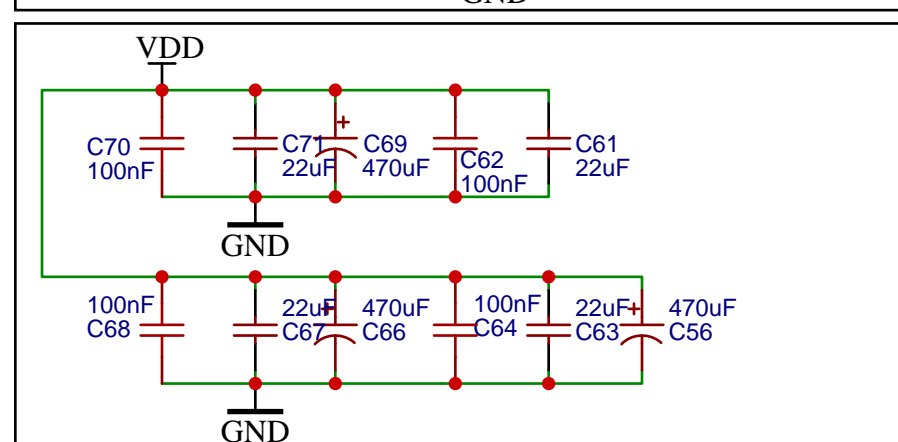 GND
VDD
C70
100nF
C71
22uF
+
C69
470uF
C62
100nF
C61
22uF
GND
100nF
C68
22uF
C67
+
470uF
C66
100nF
C64
22uF
C63
+
470uF
C56
GND